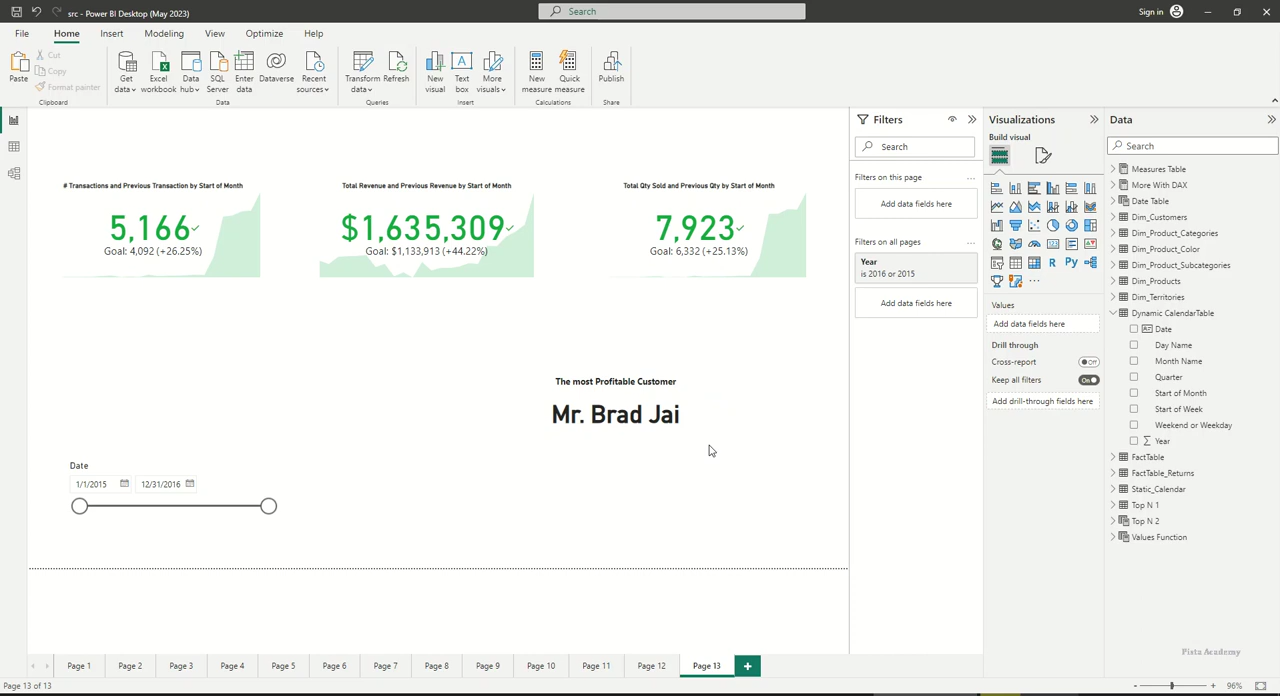 src - Power BI Desktop (May 2023)
Search
Sign in
File Home Insert Modeling View Optimize Help
Paste
Cut
Copy
Format painter
Clipboard
Get data
Excel workbook
Data hub
SQL Server
Enter data
Dataverse
Recent sources
Data
Transform data
Refresh
Queries
New visual
Text box
More visuals
Insert
New measure
Quick measure
Calculations
Publish
Share
# Transactions and Previous Transaction by Start of Month
5,166
Goal: 4,092 (+26.25%)
Total Revenue and Previous Revenue by Start of Month
$1,635,309
Goal: $1,133,913 (+44.22%)
Total Qty Sold and Previous Qty by Start of Month
7,923
Goal: 6,332 (+25.13%)
The most Profitable Customer
Mr. Brad Jai
Date
1/1/2015 12/31/2016
Filters
Search
Filters on this page
Add data fields here
Filters on all pages
Year
is 2016 or 2015
Add data fields here
Visualizations
Build visual
R Py
Values
Add data fields here
Drill through
Cross-report Off
Keep all filters On
Add drill-through fields here
Data
Search
Measures Table
More With DAX
Date Table
Dim_Customers
Dim_Product_Categories
Dim_Product_Color
Dim_Product_Subcategories
Dim_Products
Dim_Territories
Dynamic CalendarTable
Date
Day Name
Month Name
Quarter
Start of Month
Start of Week
Weekend or Weekday
Year
FactTable
FactTable_Returns
Static_Calendar
Top N 1
Top N 2
Values Function
Pista Academy
Page 1 Page 2 Page 3 Page 4 Page 5 Page 6 Page 7 Page 8 Page 9 Page 10 Page 11 Page 12 Page 13
Page 13 of 13
96%